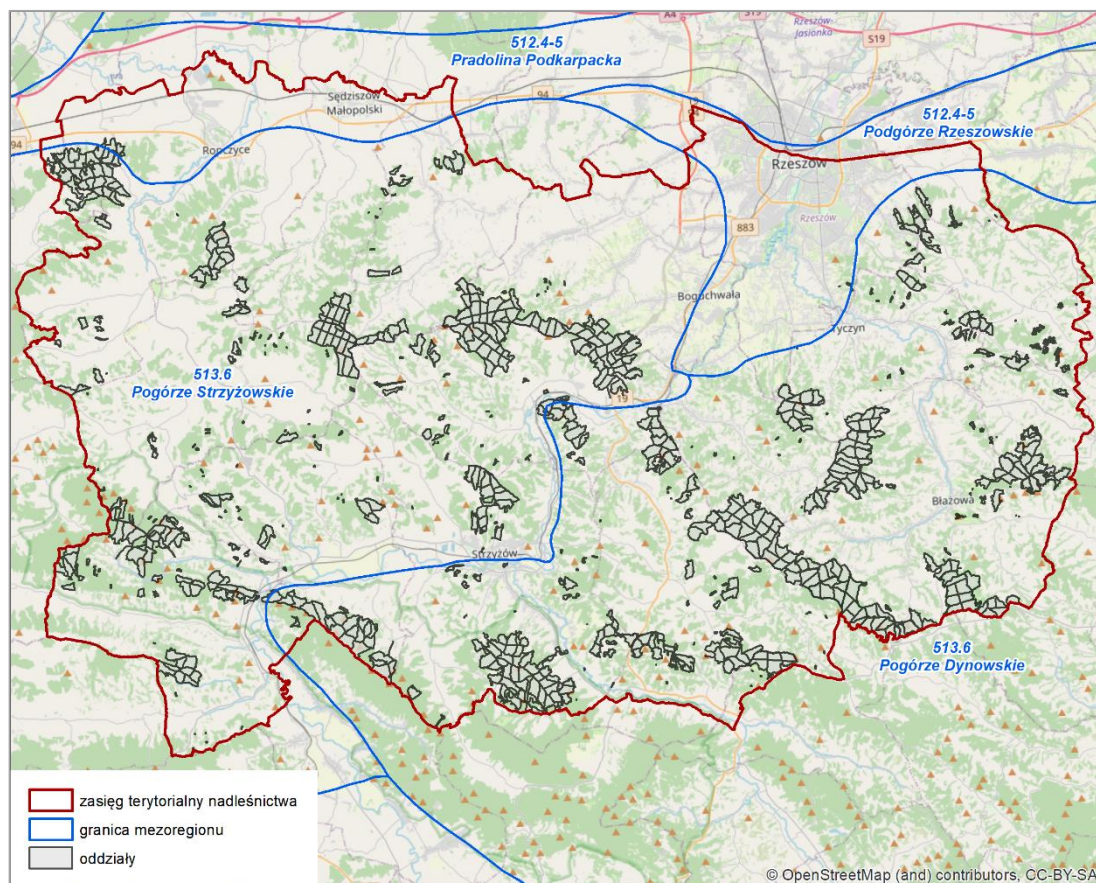 A4
S19
Rzeszów-
Jasionka
S19
512.4-5
Pradolina Podkarpacka
Sędziszów
Małopolski
94
94
94
Ropczyce
512.4-5
Podgórze Rzeszowskie
Rzeszów
Rzeszów
883
Boguchwała
Tyczyn
513.6
Pogórze Strzyżowskie
19
Błażowa
Strzyżów
513.6
Pogórze Dynowskie
zasięg terytorialny nadleśnictwa
granica mezoregionu
oddziały
© OpenStreetMap (and) contributors, CC-BY-SA